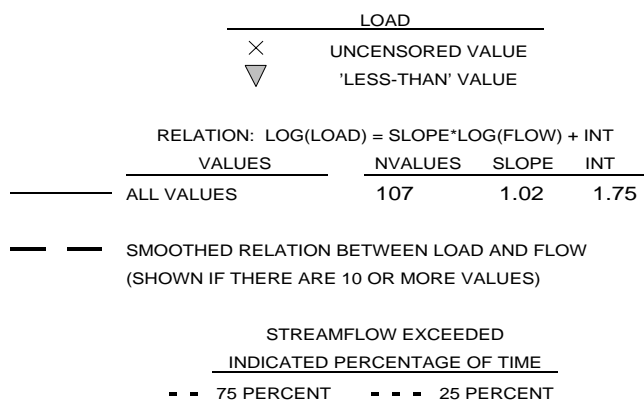 LOAD
UNCENSORED VALUE
'LESS-THAN' VALUE
RELATION: LOG(LOAD) = SLOPE*LOG(FLOW) + INT
VALUES NVALUES SLOPE INT
ALL VALUES 107 1.02 1.75
SMOOTHED RELATION BETWEEN LOAD AND FLOW
(SHOWN IF THERE ARE 10 OR MORE VALUES)
STREAMFLOW EXCEEDED
INDICATED PERCENTAGE OF TIME
75 PERCENT 25 PERCENT